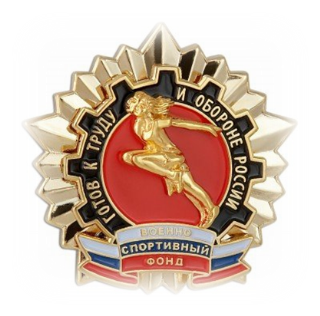 ГОТОВ К ТРУДУ И ОБОРОНЕ РОССИИ
ВОЕННО
СПОРТИВНЫЙ
ФОНД